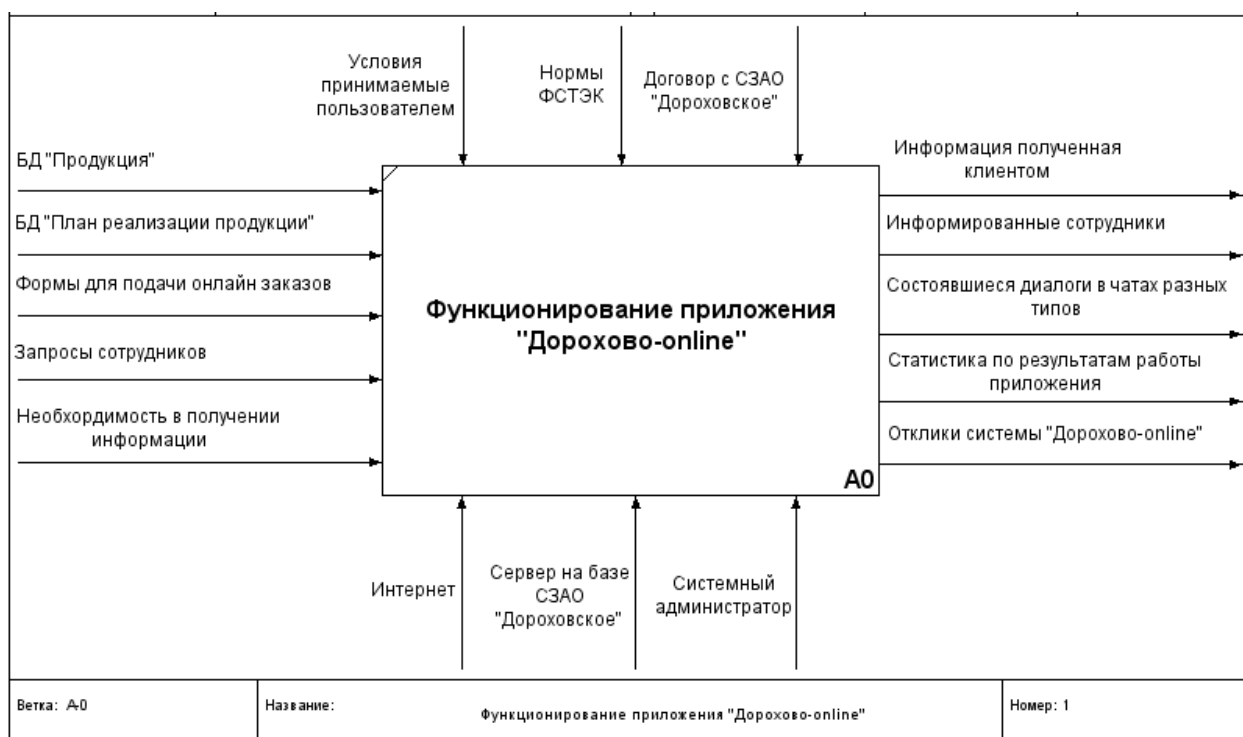 Условия
принимаемые
пользователем
Нормы
ФСТЭК
Договор с СЗАО
"Дороховское"
БД "Продукция"
БД "План реализации продукции"
Формы для подачи онлайн заказов
Запросы сотрудников
Необхордимость в получении
информации
Функционирование приложения
"Дорохово-online"
A0
Информация полученная
клиентом
Информированные сотрудники
Состоявшиеся диалоги в чатах разных
типов
Статистика по результатам работы
приложения
Отклики системы "Дорохово-online"
Интернет
Сервер на базе
СЗАО
"Дороховское"
Системный
администратор
Ветка: A-0
Название:
Функционирование приложения "Дорохово-online"
Номер: 1